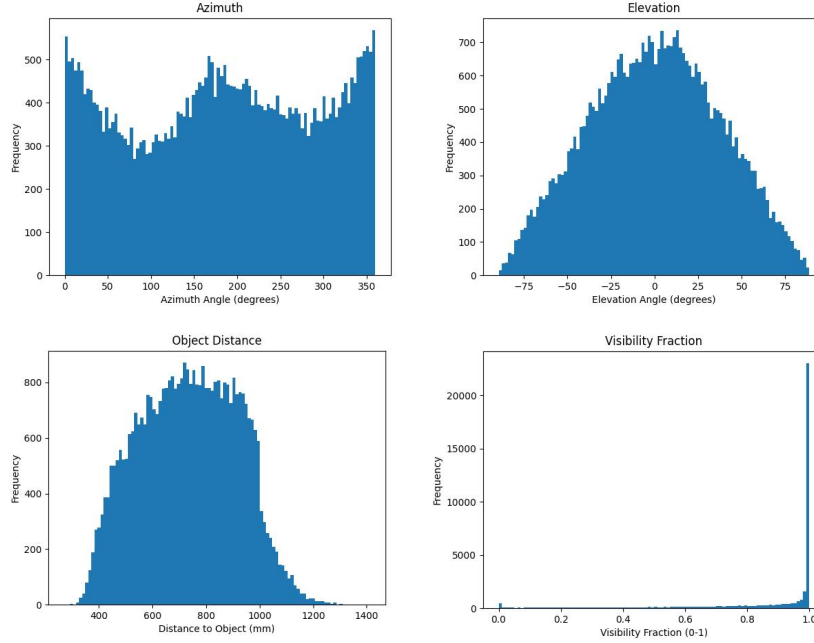 Azimuth
Frequency
500
400
300
200
100
0
0 50 100 150 200 250 300 350
Azimuth Angle (degrees)
Elevation
Frequency
700
600
500
400
300
200
100
0
−75 −50 −25 0 25 50 75
Elevation Angle (degrees)
Object Distance
Frequency
800
600
400
200
0
400 600 800 1000 1200 1400
Distance to Object (mm)
Visibility Fraction
Frequency
20000
15000
10000
5000
0
0.0 0.2 0.4 0.6 0.8 1.0
Visibility Fraction (0-1)